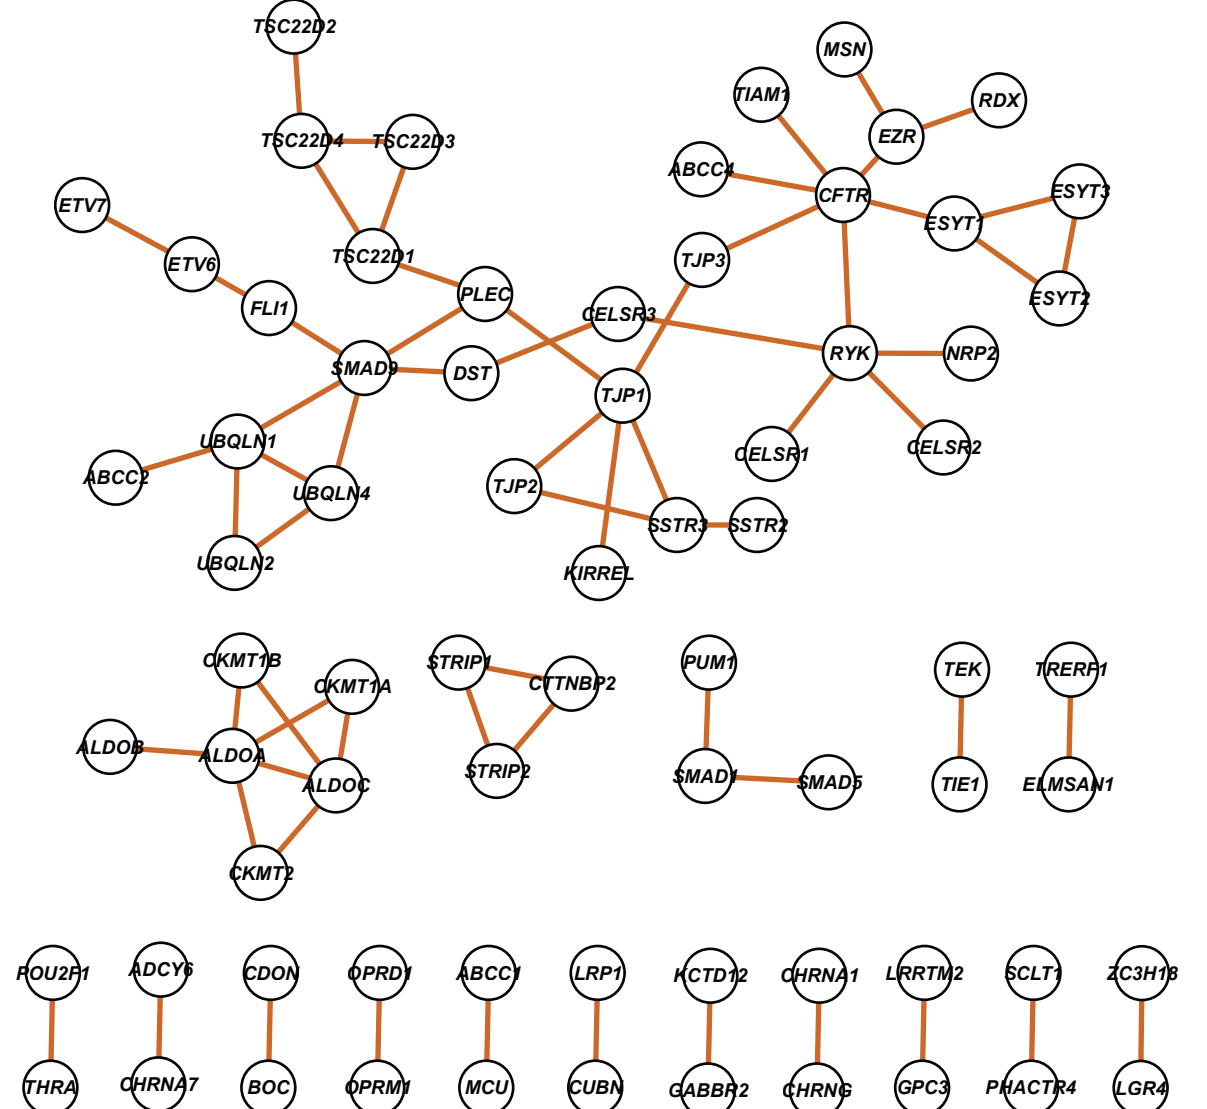 TSC22D2
MSN
TIAM1
RDX
EZR
TSC22D4
TSC22D3
ABCC4
CFTR
ESYT3
ETV7
ESYT1
TSC22D1
TJP3
ETV6
PLEC
ESYT2
FLI1
CELSR3
SMAD9
DST
RYK
NRP2
TJP1
UBQLN1
CELSR1
CELSR2
ABCC2
UBQLN4
TJP2
SSTR3
SSTR2
UBQLN2
KIRREL
CKMT1B
CKMT1A
STRIP1
CTTNBP2
PUM1
TEK
TRERF1
ALDOB
ALDOA
ALDOC
STRIP2
SMAD1
SMAD5
TIE1
ELMSAN1
CKMT2
POU2F1
ADCY6
CDON
OPRD1
ABCC1
LRP1
KCTD12
CHRNA1
LRRTM2
SCLT1
ZC3H18
THRA
CHRNA7
BOC
OPRM1
MCU
CUBN
GABBR2
CHRNG
GPC3
PHACTR4
LGR4